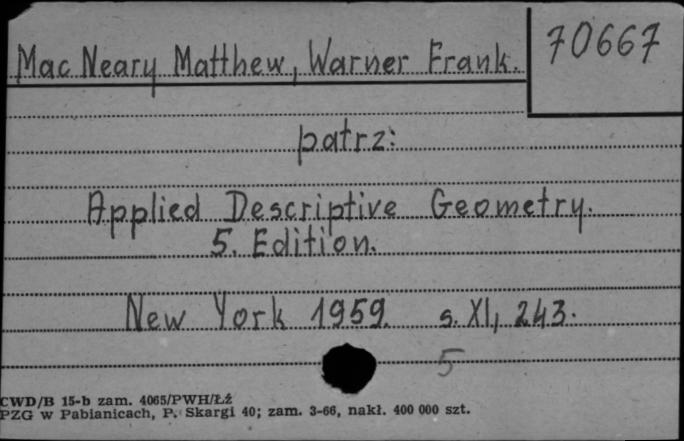 Mac Neary Matthew, Warner Frank.
70667
patrz:
Applied Descriptive Geometry.
5. Edition.
New York 1959. s. XI, 243.
5
CWD/B 15-b zam. 4065/PWH/Łź
PZG w Pabianicach, P. Skargi 40; zam. 3-66, nakł. 400 000 szt.